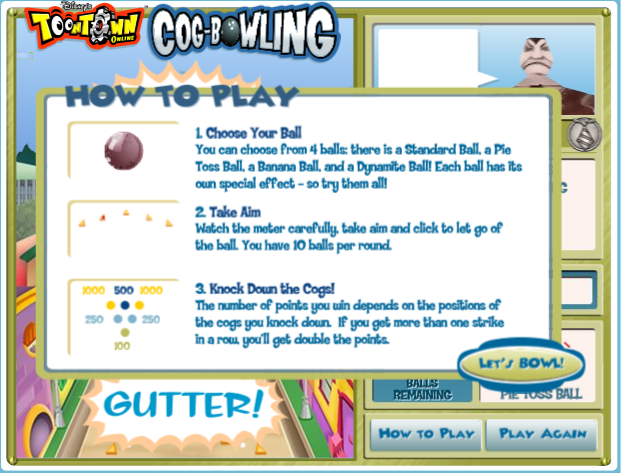 Disney's
TOONTOWN
ONLINE
COG-BOWLING
HOW TO PLAY
1. Choose Your Ball
You can choose from 4 balls: there is a Standard Ball, a Pie
Toss Ball, a Banana Ball, and a Dynamite Ball! Each ball has its
own special effect - so try them all!
2. Take Aim
Watch the meter carefully, take aim and click to let go of
the ball. You have 10 balls per round.
3. Knock Down the Cogs!
The number of points you win depends on the positions of
the cogs you knock down. If you get more than one strike
in a row, you'll get double the points.
1000 500 1000
250 250
100
LET'S BOWL!
BALLS
REMAINING
PIE TOSS BALL
GUTTER!
HOW TO PLAY
PLAY AGAIN